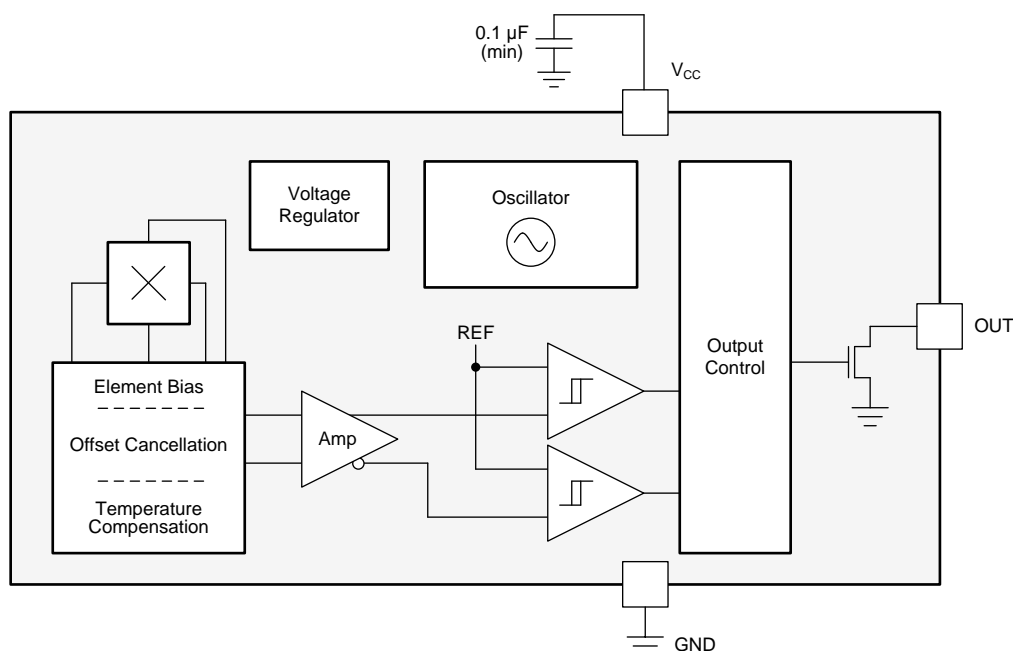 0.1 µF
(min)
VCC
Voltage
Regulator
Oscillator
REF
OUT
Output
Control
Element Bias
Amp
Offset Cancellation
Temperature
Compensation
GND